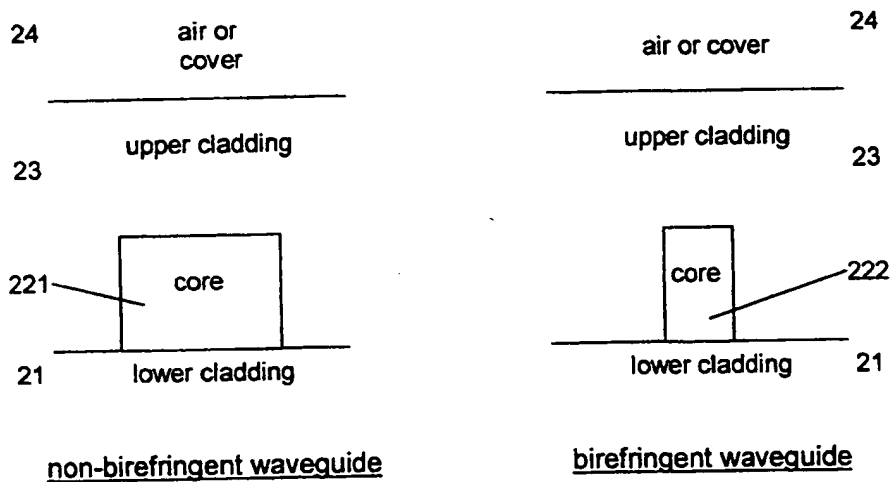 24
air or
cover
upper cladding
23
221
core
21
lower cladding
non-birefringent waveguide
24
air or cover
upper cladding
23
core
222
21
lower cladding
birefringent waveguide